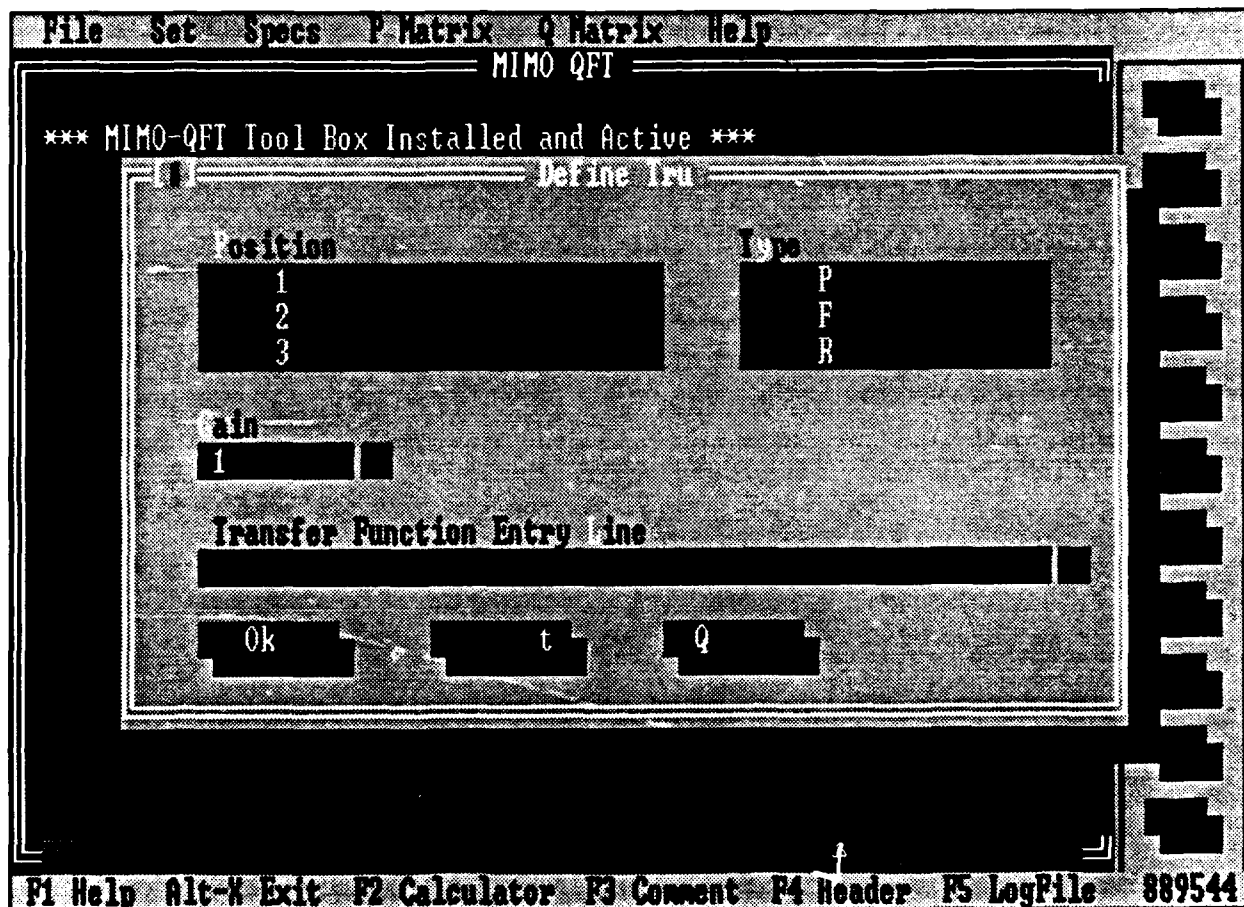 File Set Specs P Matrix Q Matrix Help
MIMO QFT
*** MIMO-QFT Tool Box Installed and Active ***
Define Tru
Position Type
1 P
2 F
3 R
Gain
1
Transfer Function Entry Line
Ok t Q
F1 Help Alt-X Exit F2 Calculator F3 Comment F4 Header F5 LogFile 889544